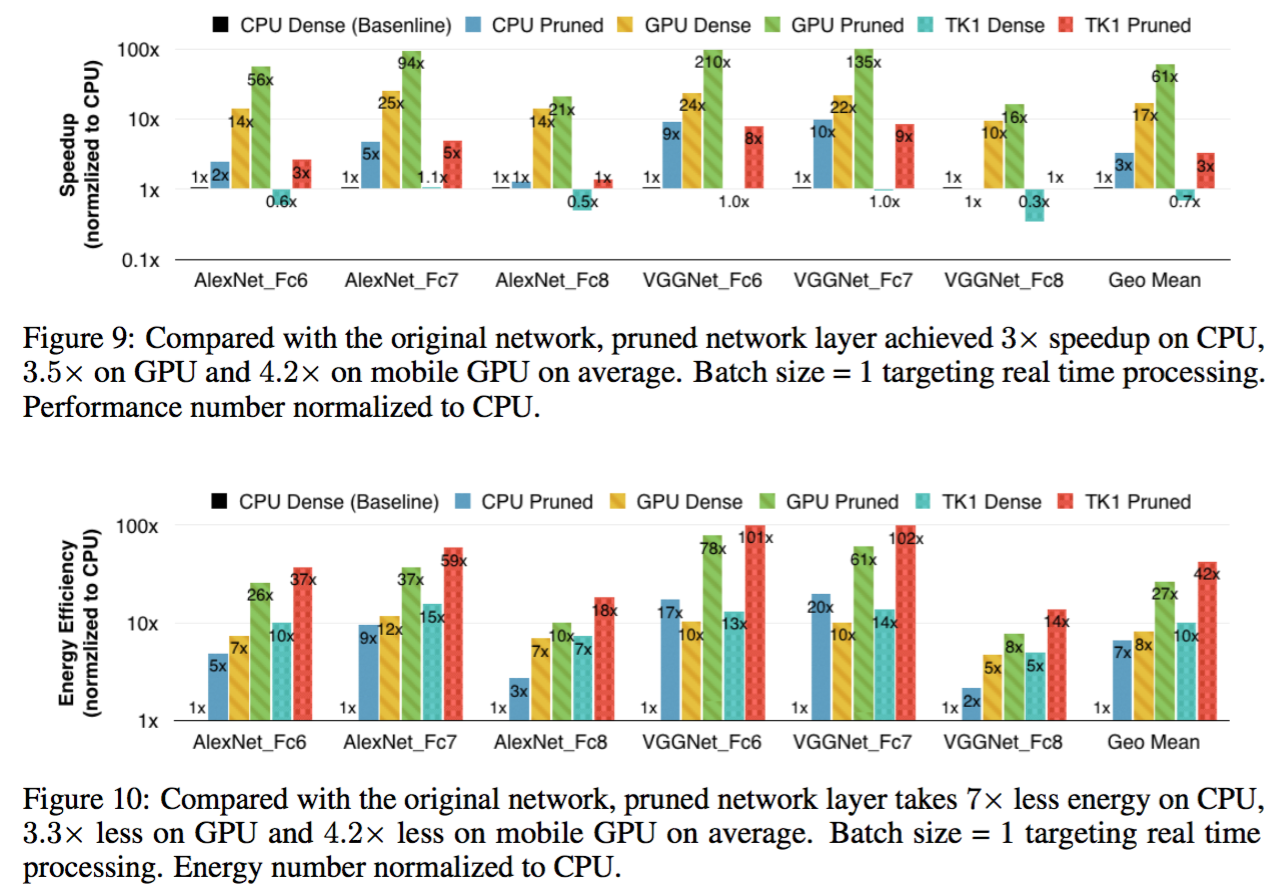 CPU Dense (Basenline) CPU Pruned GPU Dense GPU Pruned TK1 Dense TK1 Pruned
Speedup
(normzlized to CPU)
100x
10x
1x
0.1x
1x 2x 14x 56x 0.6x 3x
1x 5x 25x 94x 1.1x 5x
1x 1x 14x 21x 0.5x 1x
1x 9x 24x 210x 1.0x 8x
1x 10x 22x 135x 1.0x 9x
1x 1x 10x 16x 0.3x 1x
1x 3x 17x 61x 0.7x 3x
AlexNet_Fc6 AlexNet_Fc7 AlexNet_Fc8 VGGNet_Fc6 VGGNet_Fc7 VGGNet_Fc8 Geo Mean
Figure 9: Compared with the original network, pruned network layer achieved 3× speedup on CPU,
3.5× on GPU and 4.2× on mobile GPU on average. Batch size = 1 targeting real time processing.
Performance number normalized to CPU.
CPU Dense (Baseline) CPU Pruned GPU Dense GPU Pruned TK1 Dense TK1 Pruned
Energy Efficiency
(normzlized to CPU)
100x
10x
1x
1x 5x 7x 26x 10x 37x
1x 9x 12x 37x 15x 59x
1x 3x 7x 10x 7x 18x
1x 17x 10x 78x 13x 101x
1x 20x 10x 61x 14x 102x
1x 2x 5x 8x 5x 14x
1x 7x 8x 27x 10x 42x
AlexNet_Fc6 AlexNet_Fc7 AlexNet_Fc8 VGGNet_Fc6 VGGNet_Fc7 VGGNet_Fc8 Geo Mean
Figure 10: Compared with the original network, pruned network layer takes 7× less energy on CPU,
3.3× less on GPU and 4.2× less on mobile GPU on average. Batch size = 1 targeting real time
processing. Energy number normalized to CPU.